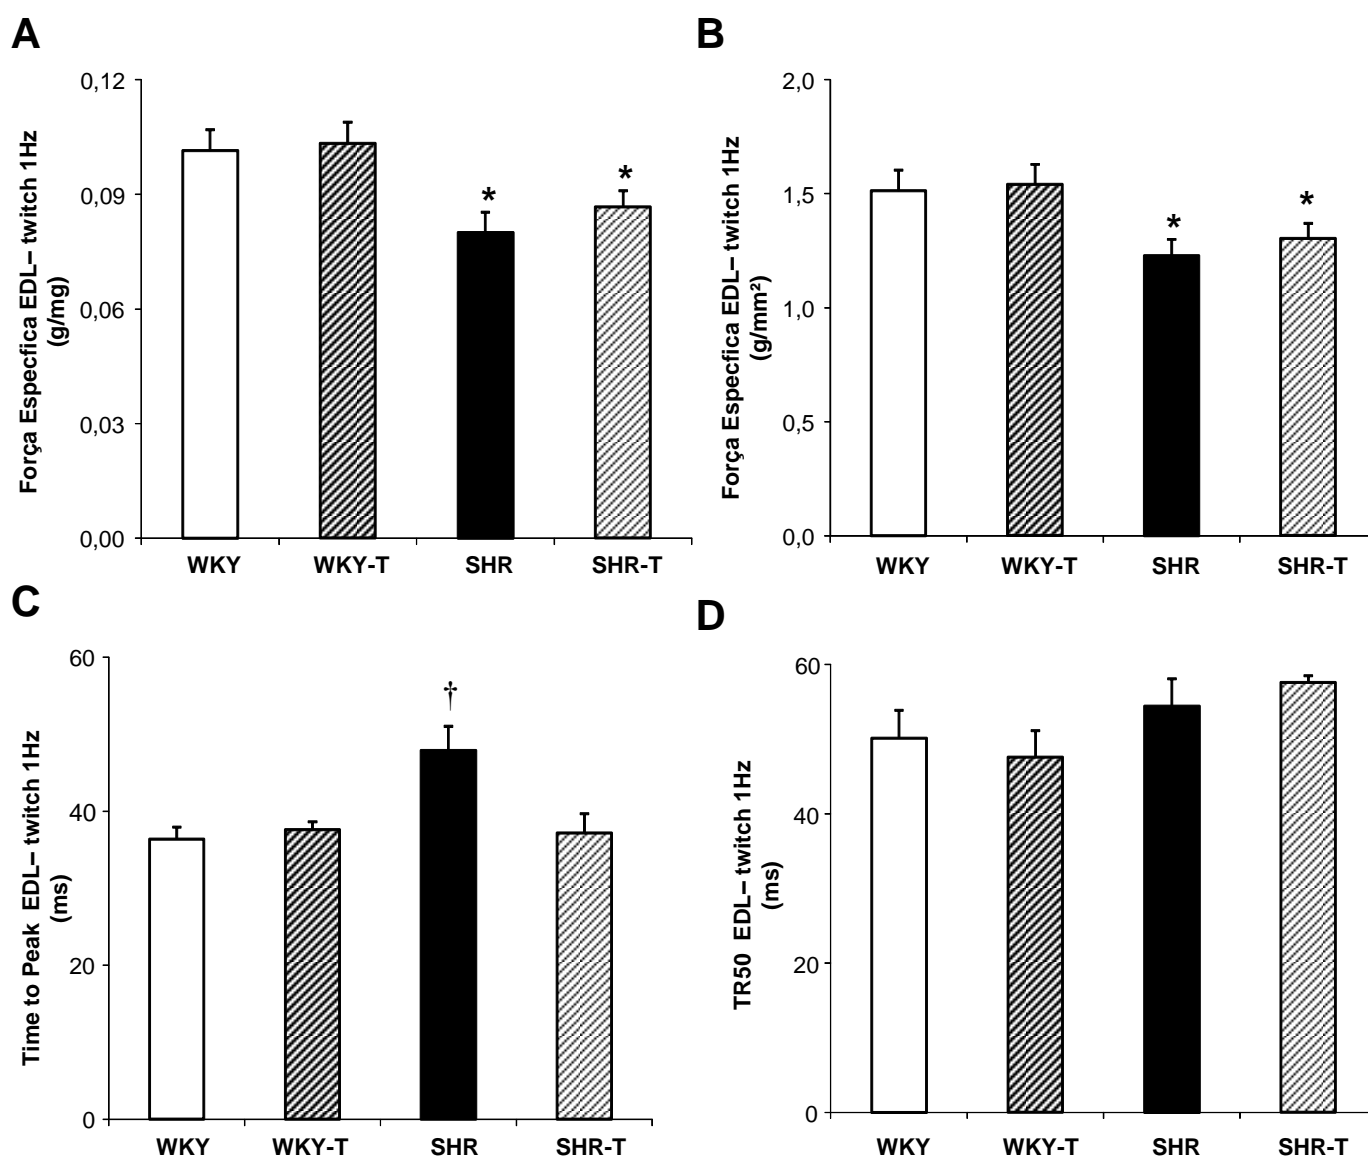 A
Força Especfica EDL– twitch 1Hz
(g/mg)
0,12
0,09
0,06
0,03
0,00
*
*
WKY
WKY-T
SHR
SHR-T
B
Força Especfica EDL– twitch 1Hz
(g/mm²)
2,0
1,5
1,0
0,5
0,0
*
*
WKY
WKY-T
SHR
SHR-T
C
Time to Peak EDL– twitch 1Hz
(ms)
60
40
20
0
†
WKY
WKY-T
SHR
SHR-T
D
TR50 EDL– twitch 1Hz
(ms)
60
40
20
0
WKY
WKY-T
SHR
SHR-T